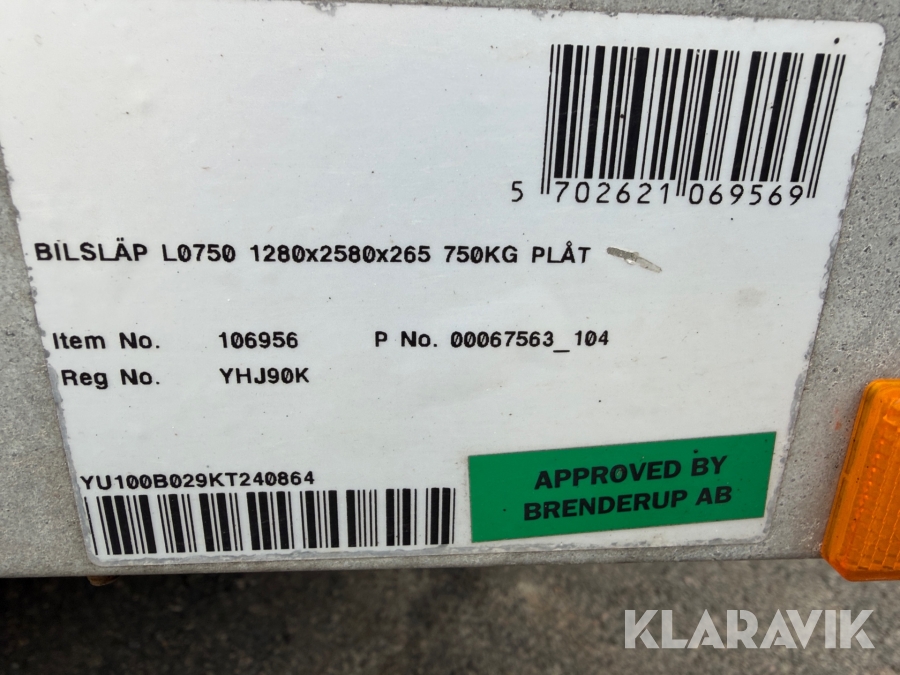 5 702621 069569
BILSLÄP L0750 1280x2580x265 750KG PLÅT
Item No. 106956 P No. 00067563_104
Reg No. YHJ90K
YU100B029KT240864
APPROVED BY
BRENDERUP AB
KLARAVIK